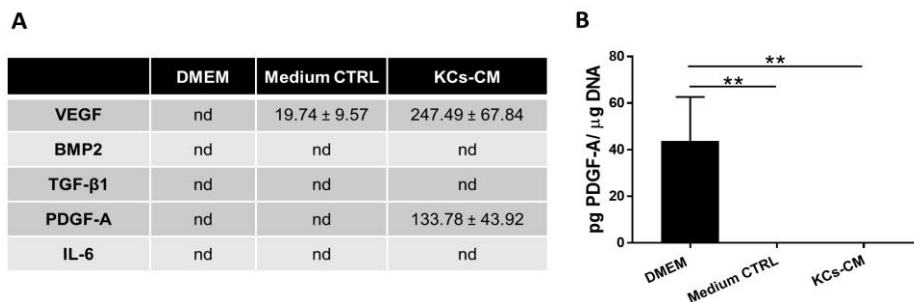 A
DMEM Medium CTRL KCs-CM
VEGF nd 19.74 ± 9.57 247.49 ± 67.84
BMP2 nd nd nd
TGF-β1 nd nd nd
PDGF-A nd nd 133.78 ± 43.92
IL-6 nd nd nd
B
pg PDGF-A/ µg DNA
80
60
40
20
0
**
**
DMEM
Medium CTRL
KCs-CM